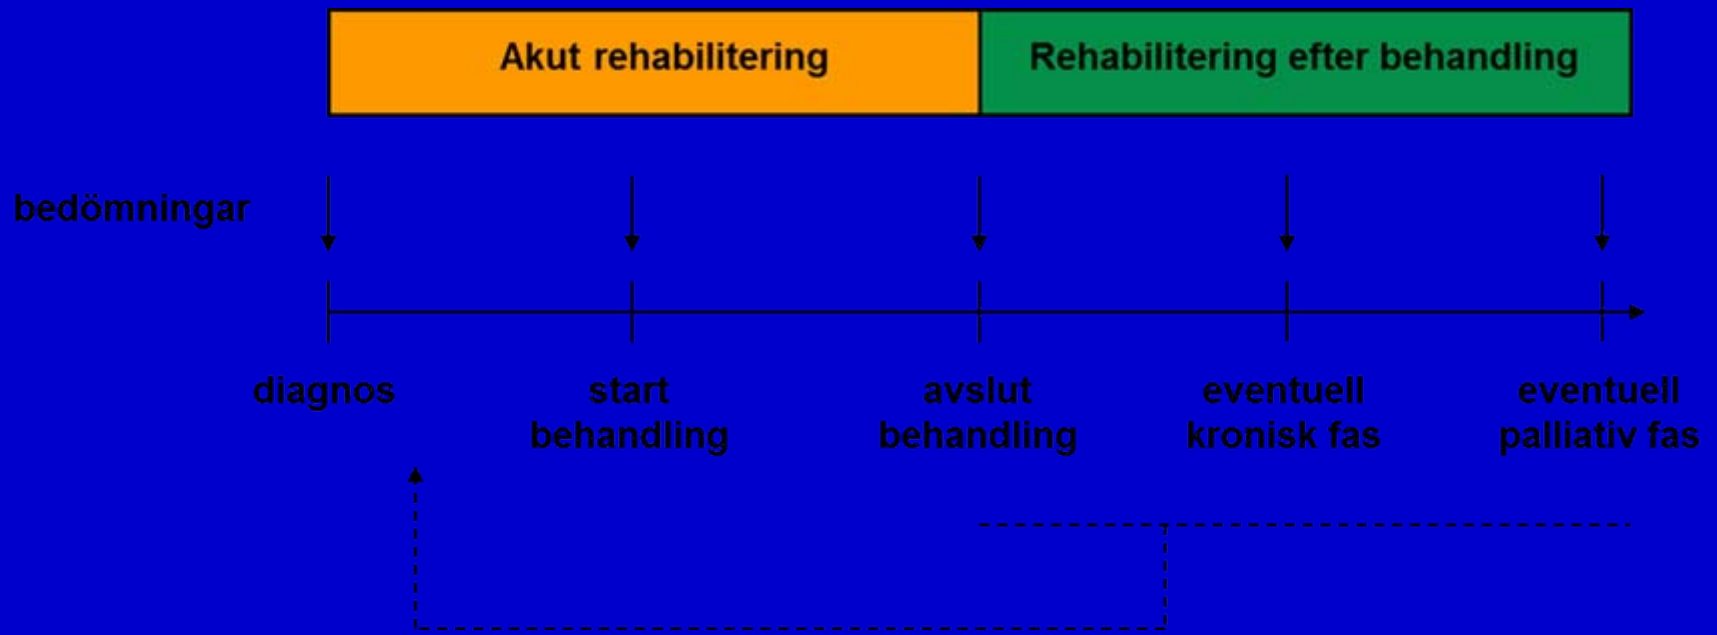 Akut rehabilitering
Rehabilitering efter behandling
bedömningar
diagnos
start
behandling
avslut
behandling
eventuell
kronisk fas
eventuell
palliativ fas